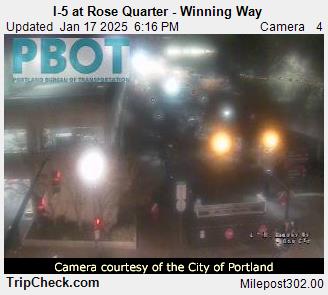 I-5 at Rose Quarter - Winning Way
Updated Jan 17 2025 6:16 PM Camera 4
PBOT
PORTLAND BUREAU OF TRANSPORTATION
Camera courtesy of the City of Portland
TripCheck.com Milepost302.00